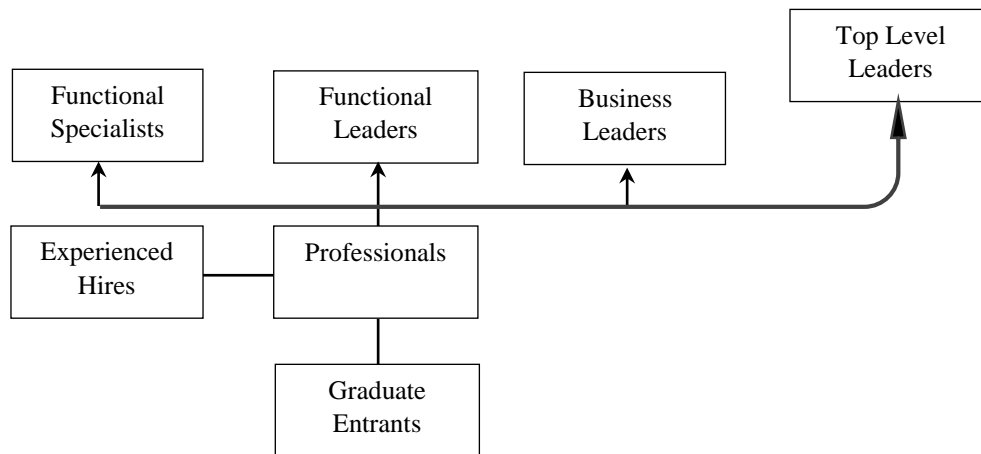 Top Level
Leaders
Functional
Specialists
Functional
Leaders
Business
Leaders
Experienced
Hires
Professionals
Graduate
Entrants